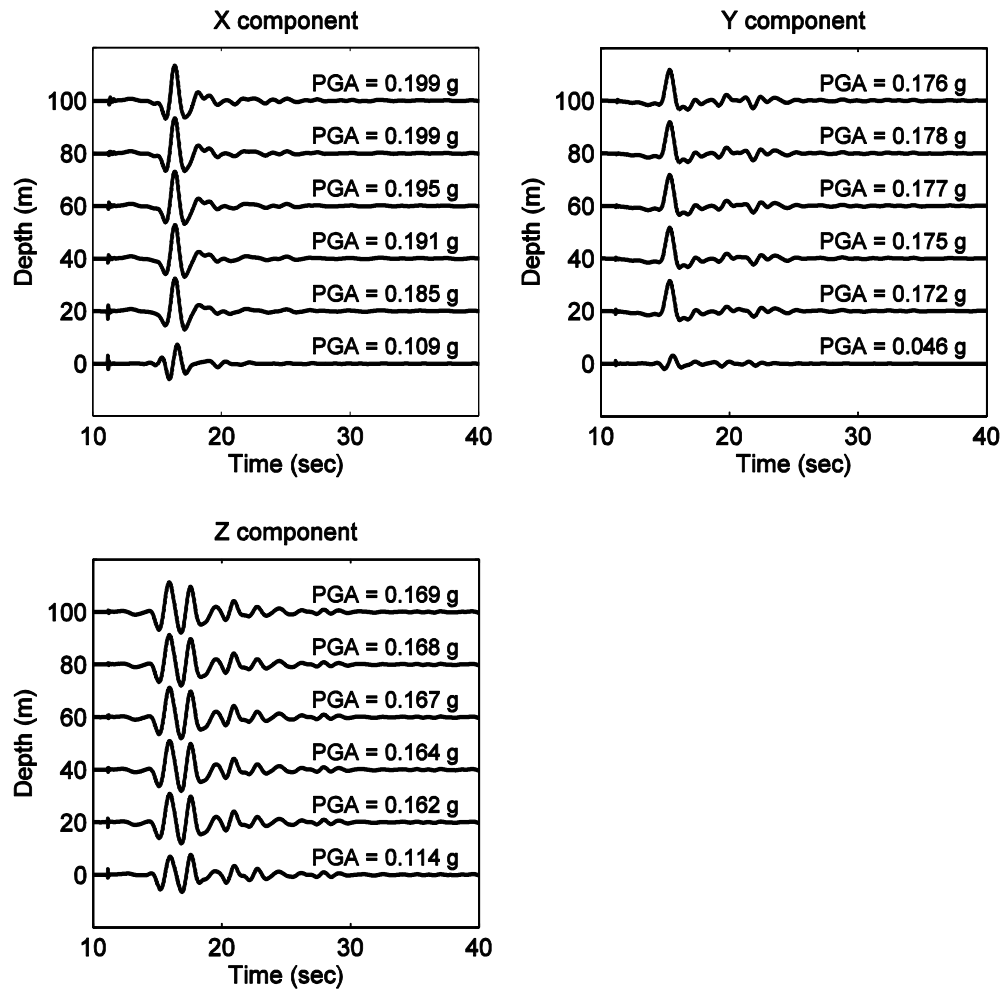 X component
Depth (m)
100 PGA = 0.199 g
80 PGA = 0.199 g
60 PGA = 0.195 g
40 PGA = 0.191 g
20 PGA = 0.185 g
0 PGA = 0.109 g
10 20 30 40
Time (sec)
Y component
Depth (m)
100 PGA = 0.176 g
80 PGA = 0.178 g
60 PGA = 0.177 g
40 PGA = 0.175 g
20 PGA = 0.172 g
0 PGA = 0.046 g
10 20 30 40
Time (sec)
Z component
Depth (m)
100 PGA = 0.169 g
80 PGA = 0.168 g
60 PGA = 0.167 g
40 PGA = 0.164 g
20 PGA = 0.162 g
0 PGA = 0.114 g
10 20 30 40
Time (sec)